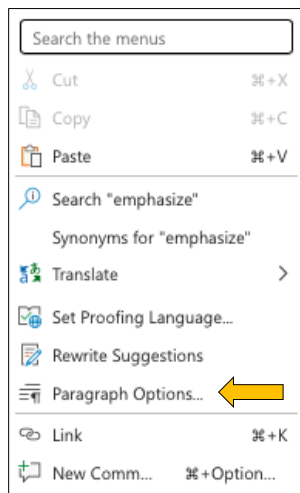 Search the menus
Cut ⌘+X
Copy ⌘+C
Paste ⌘+V
Search "emphasize"
Synonyms for "emphasize"
Translate
Set Proofing Language...
Rewrite Suggestions
Paragraph Options...
Link ⌘+K
New Comm... ⌘+Option...